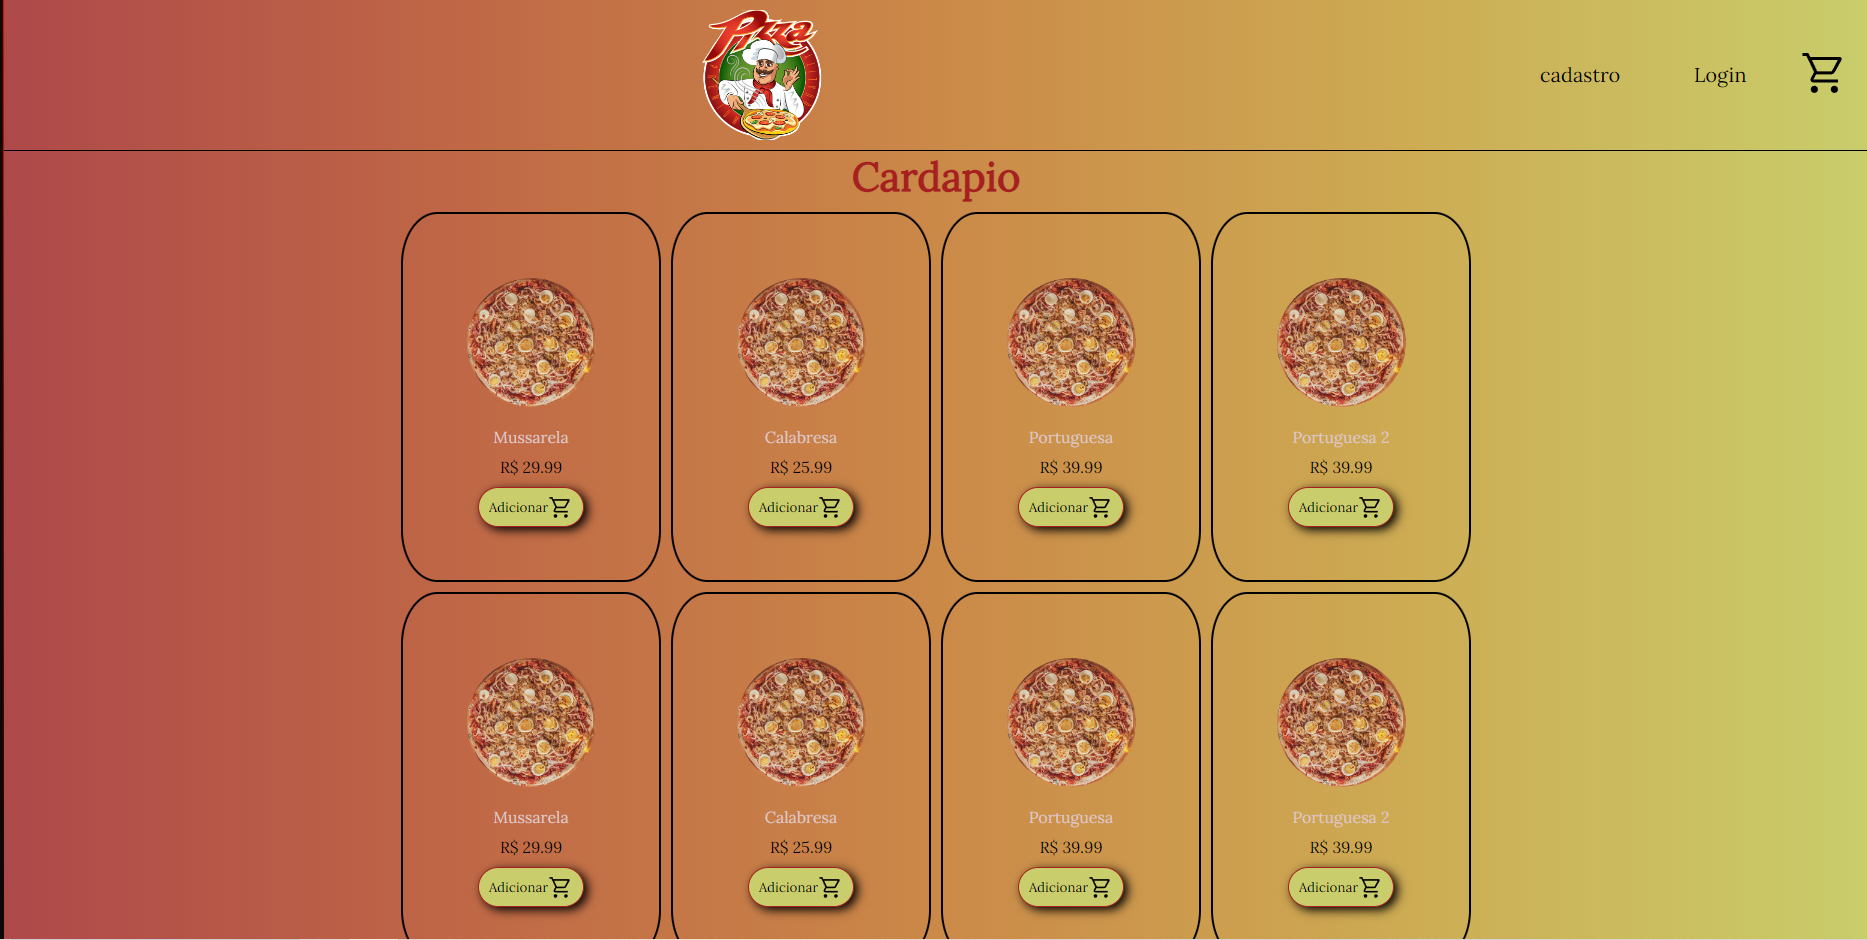 Pizza
cadastro
Login
Cardapio
Mussarela
R$ 29.99
Adicionar
Calabresa
R$ 25.99
Adicionar
Portuguesa
R$ 39.99
Adicionar
Portuguesa 2
R$ 39.99
Adicionar
Mussarela
R$ 29.99
Adicionar
Calabresa
R$ 25.99
Adicionar
Portuguesa
R$ 39.99
Adicionar
Portuguesa 2
R$ 39.99
Adicionar